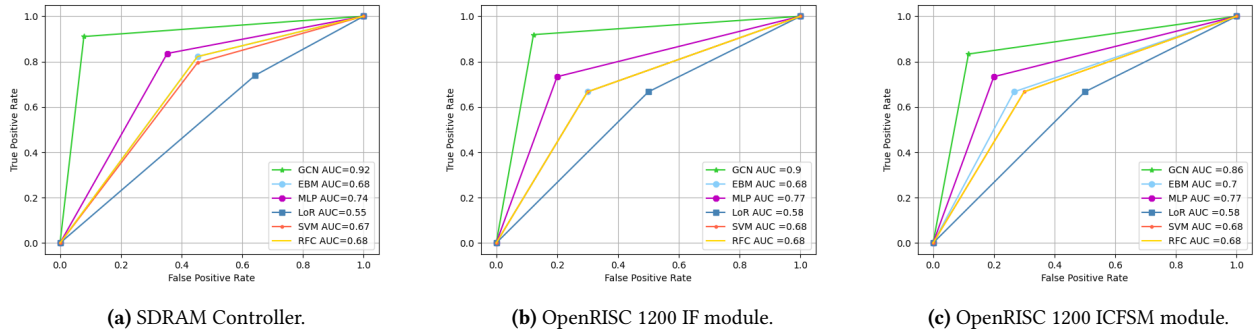 1.0
0.8
0.6
0.4
0.2
0.0
True Positive Rate
GCN AUC=0.92
EBM AUC=0.68
MLP AUC=0.74
LoR AUC=0.55
SVM AUC=0.67
RFC AUC=0.68
0.0 0.2 0.4 0.6 0.8 1.0
False Positive Rate
(a) SDRAM Controller.
1.0
0.8
0.6
0.4
0.2
0.0
True Positive Rate
GCN AUC =0.9
EBM AUC =0.68
MLP AUC =0.77
LoR AUC =0.58
SVM AUC =0.68
RFC AUC =0.68
0.0 0.2 0.4 0.6 0.8 1.0
False Positive Rate
(b) OpenRISC 1200 IF module.
1.0
0.8
0.6
0.4
0.2
0.0
True Positive Rate
GCN AUC =0.86
EBM AUC =0.7
MLP AUC =0.77
LoR AUC =0.58
SVM AUC =0.68
RFC AUC =0.68
0.0 0.2 0.4 0.6 0.8 1.0
False Positive Rate
(c) OpenRISC 1200 ICFSM module.